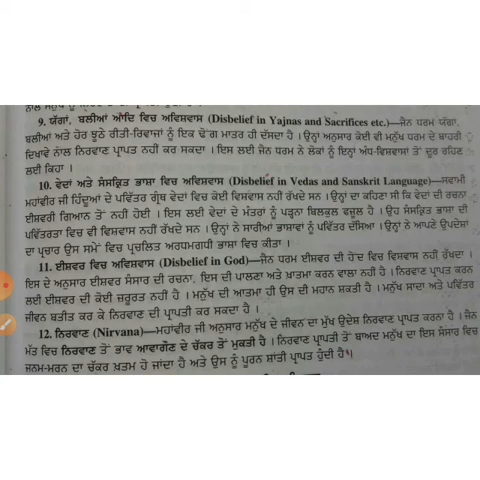 9. ਯੱਗਾਂ, ਬਲੀਆਂ ਆਦਿ ਵਿਚ ਅਵਿਸ਼ਵਾਸ (Disbelief in Yajnas and Sacrifices etc.)—ਜੈਨ ਧਰਮ ਯੱਗਾਂ,
ਬਲੀਆਂ ਅਤੇ ਹੋਰ ਝੂਠੇ ਰੀਤੀ-ਰਿਵਾਜਾਂ ਨੂੰ ਇਕ ਢੌਂਗ ਮਾਤਰ ਹੀ ਦੱਸਦਾ ਹੈ । ਉਨ੍ਹਾਂ ਅਨੁਸਾਰ ਕੋਈ ਵੀ ਮਨੁੱਖ ਧਰਮ ਦੇ ਬਾਹਰੀ
ਦਿਖਾਵੇ ਨਾਲ ਨਿਰਵਾਣ ਪ੍ਰਾਪਤ ਨਹੀਂ ਕਰ ਸਕਦਾ । ਇਸ ਲਈ ਜੈਨ ਧਰਮ ਨੇ ਲੋਕਾਂ ਨੂੰ ਇਨ੍ਹਾਂ ਅੰਧ-ਵਿਸ਼ਵਾਸਾਂ ਤੋਂ ਦੂਰ ਰਹਿਣ
ਲਈ ਕਿਹਾ ।
10. ਵੇਦਾਂ ਅਤੇ ਸੰਸਕ੍ਰਿਤ ਭਾਸ਼ਾ ਵਿਚ ਅਵਿਸ਼ਵਾਸ (Disbelief in Vedas and Sanskrit Language)—ਸਵਾਮੀ
ਮਹਾਂਵੀਰ ਜੀ ਹਿੰਦੂਆਂ ਦੇ ਪਵਿੱਤਰ ਗ੍ਰੰਥ ਵੇਦਾਂ ਵਿਚ ਕੋਈ ਵਿਸ਼ਵਾਸ ਨਹੀਂ ਰੱਖਦੇ ਸਨ । ਉਨ੍ਹਾਂ ਦਾ ਕਹਿਣਾ ਸੀ ਕਿ ਵੇਦਾਂ ਦੀ ਰਚਨਾ
ਈਸ਼ਵਰੀ ਗਿਆਨ ਤੋਂ ਨਹੀਂ ਹੋਈ । ਇਸ ਲਈ ਵੇਦਾਂ ਦੇ ਮੰਤਰਾਂ ਨੂੰ ਪੜ੍ਹਨਾ ਬਿਲਕੁਲ ਫਜ਼ੂਲ ਹੈ । ਉਹ ਸੰਸਕ੍ਰਿਤ ਭਾਸ਼ਾ ਦੀ
ਪਵਿੱਤਰਤਾ ਵਿਚ ਵੀ ਵਿਸ਼ਵਾਸ ਨਹੀਂ ਰੱਖਦੇ ਸਨ । ਉਨ੍ਹਾਂ ਨੇ ਸਾਰੀਆਂ ਭਾਸ਼ਾਵਾਂ ਨੂੰ ਪਵਿੱਤਰ ਦੱਸਿਆ । ਉਨ੍ਹਾਂ ਨੇ ਆਪਣੇ ਉਪਦੇਸ਼ਾਂ
ਦਾ ਪ੍ਰਚਾਰ ਉਸ ਸਮੇਂ ਵਿਚ ਪ੍ਰਚਲਿਤ ਅਰਧਮਗਧੀ ਭਾਸ਼ਾ ਵਿਚ ਕੀਤਾ ।
11. ਈਸ਼ਵਰ ਵਿਚ ਅਵਿਸ਼ਵਾਸ (Disbelief in God)—ਜੈਨ ਧਰਮ ਈਸ਼ਵਰ ਦੀ ਹੋਂਦ ਵਿਚ ਵਿਸ਼ਵਾਸ ਨਹੀਂ ਰੱਖਦਾ ।
ਇਸ ਦੇ ਅਨੁਸਾਰ ਈਸ਼ਵਰ ਸੰਸਾਰ ਦੀ ਰਚਨਾ, ਇਸ ਦੀ ਪਾਲਣਾ ਅਤੇ ਖ਼ਾਤਮਾ ਕਰਨ ਵਾਲਾ ਨਹੀਂ ਹੈ । ਨਿਰਵਾਣ ਪ੍ਰਾਪਤ ਕਰਨ
ਲਈ ਈਸ਼ਵਰ ਦੀ ਕੋਈ ਜ਼ਰੂਰਤ ਨਹੀਂ ਹੈ । ਮਨੁੱਖ ਦੀ ਆਤਮਾ ਹੀ ਉਸ ਦੀ ਮਹਾਨ ਸ਼ਕਤੀ ਹੈ । ਮਨੁੱਖ ਸਾਦਾ ਅਤੇ ਪਵਿੱਤਰ
ਜੀਵਨ ਬਤੀਤ ਕਰ ਕੇ ਨਿਰਵਾਣ ਦੀ ਪ੍ਰਾਪਤੀ ਕਰ ਸਕਦਾ ਹੈ ।
12. ਨਿਰਵਾਣ (Nirvana)—ਮਹਾਂਵੀਰ ਜੀ ਅਨੁਸਾਰ ਮਨੁੱਖ ਦੇ ਜੀਵਨ ਦਾ ਮੁੱਖ ਉਦੇਸ਼ ਨਿਰਵਾਣ ਪ੍ਰਾਪਤ ਕਰਨਾ ਹੈ । ਜੈਨ
ਮੱਤ ਵਿਚ ਨਿਰਵਾਣ ਤੋਂ ਭਾਵ ਆਵਾਗੌਣ ਦੇ ਚੱਕਰ ਤੋਂ ਮੁਕਤੀ ਹੈ । ਨਿਰਵਾਣ ਪ੍ਰਾਪਤੀ ਤੋਂ ਬਾਅਦ ਮਨੁੱਖ ਦਾ ਇਸ ਸੰਸਾਰ ਵਿਚ
ਜਨਮ-ਮਰਨ ਦਾ ਚੱਕਰ ਖ਼ਤਮ ਹੋ ਜਾਂਦਾ ਹੈ ਅਤੇ ਉਸ ਨੂੰ ਪੂਰਨ ਸ਼ਾਂਤੀ ਪ੍ਰਾਪਤ ਹੁੰਦੀ ਹੈ ।